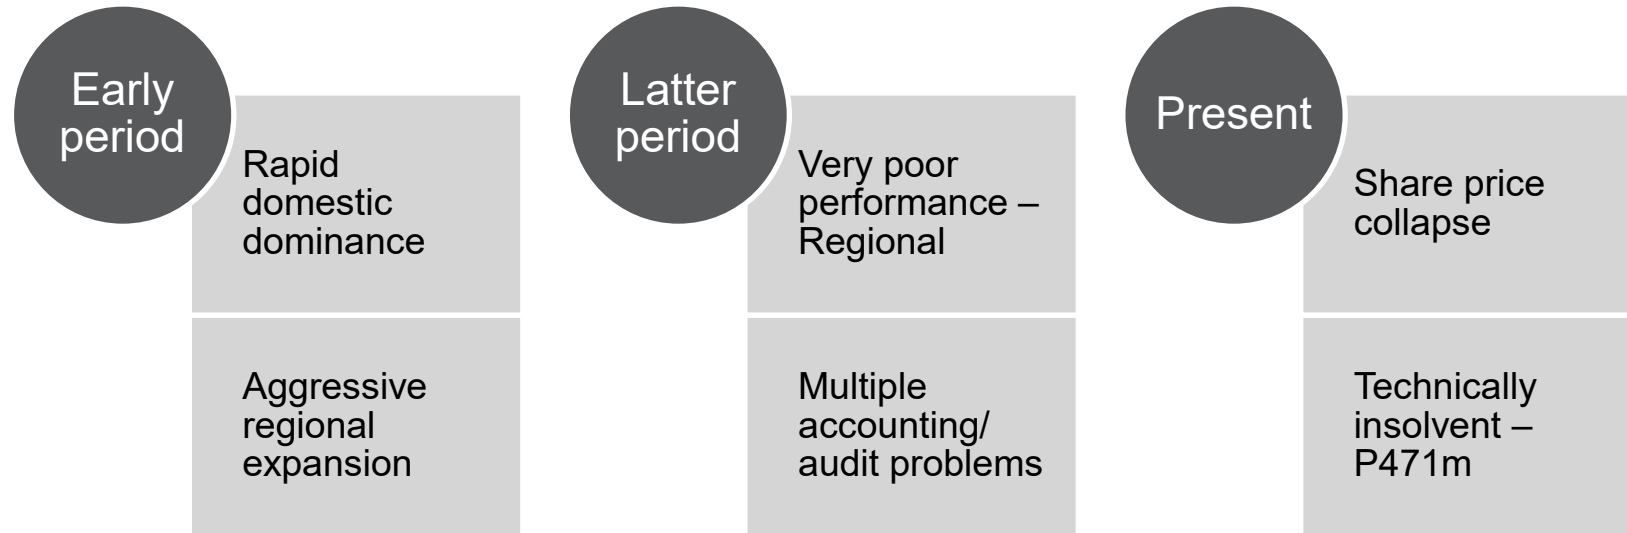 Early
period
Rapid
domestic
dominance
Aggressive
regional
expansion
Latter
period
Very poor
performance –
Regional
Multiple
accounting/
audit problems
Present
Share price
collapse
Technically
insolvent –
P471m